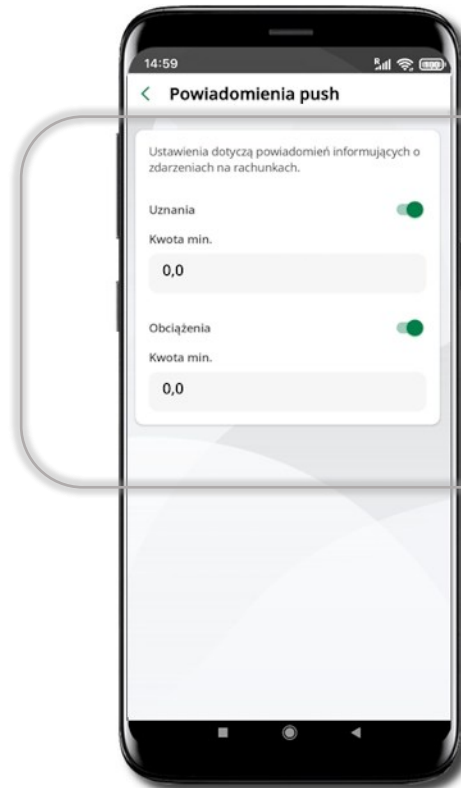 14:59
Powiadomienia push
Ustawienia dotyczą powiadomień informujących o
zdarzeniach na rachunkach.
Uznania
Kwota min.
0,0
Obciążenia
Kwota min.
0,0